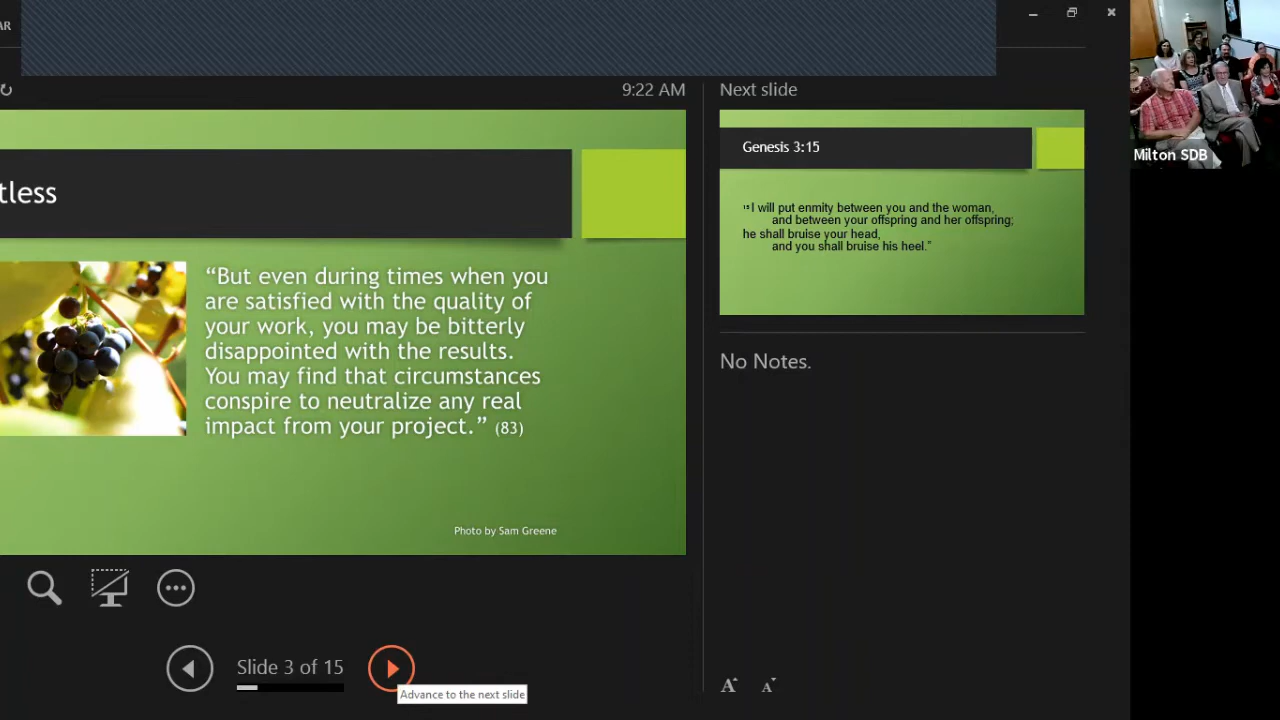 AR
9:22 AM
Next slide
tless
“But even during times when you
are satisfied with the quality of
your work, you may be bitterly
disappointed with the results.
You may find that circumstances
conspire to neutralize any real
impact from your project.” (83)
Photo by Sam Greene
Genesis 3:15
15 I will put enmity between you and the woman,
and between your offspring and her offspring;
he shall bruise your head,
and you shall bruise his heel.”
No Notes.
Milton SDB
Slide 3 of 15
Advance to the next slide
A A